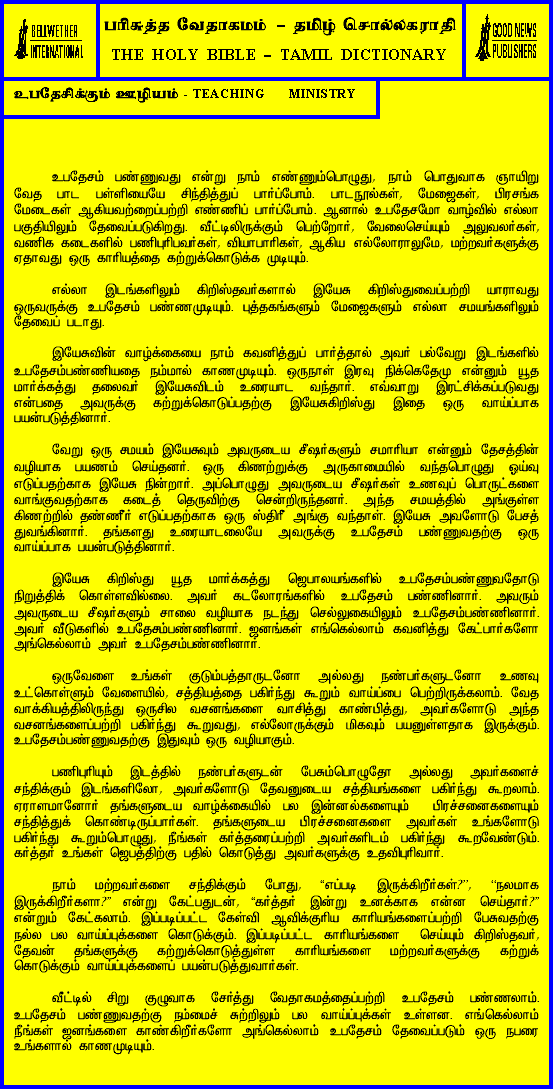 BELLWETHER
INTERNATIONAL
பரிசுத்த வேதாகமம் – தமிழ் சொல்லகராதி
THE HOLY BIBLE – TAMIL DICTIONARY
GOOD NEWS
PUBLISHERS
உபதேசிக்கும் ஊழியம் - TEACHING MINISTRY
உபதேசம் பண்ணுவது என்று நாம் எண்ணும்பொழுது, நாம் பொதுவாக ஞாயிறு
வேத பாட பள்ளியையே சிந்தித்துப் பார்ப்போம். பாடநூல்கள், மேஜைகள், பிரசங்க
மேடைகள் ஆகியவற்றைப்பற்றி எண்ணிப் பார்ப்போம். ஆனால் உபதேசமோ வாழ்வில் எல்லா
பகுதியிலும் தேவைப்படுகிறது. வீட்டிலிருக்கும் பெற்றோர், வேலைசெய்யும் அலுவலர்கள்,
வணிக கடைகளில் பணிபுரிபவர்கள், வியாபாரிகள், ஆகிய எல்லோராலுமே, மற்றவர்களுக்கு
ஏதாவது ஒரு காரியத்தை கற்றுக்கொடுக்க முடியும்.
எல்லா இடங்களிலும் கிறிஸ்தவர்களால் இயேசு கிறிஸ்துவைப்பற்றி யாராவது
ஒருவருக்கு உபதேசம் பண்ணமுடியும். புத்தகங்களும் மேஜைகளும் எல்லா சமயங்களிலும்
தேவைப் படாது.
இயேசுவின் வாழ்க்கையை நாம் கவனித்துப் பார்த்தால் அவர் பல்வேறு இடங்களில்
உபதேசம்பண்ணியதை நம்மால் காணமுடியும். ஒருநாள் இரவு நிக்கெதேமு என்னும் யூத
மார்க்கத்து தலைவர் இயேசுவிடம் உரையாட வந்தார். எவ்வாறு இரட்சிக்கப்படுவது
என்பதை அவருக்கு கற்றுக்கொடுப்பதற்கு இயேசுகிறிஸ்து இதை ஒரு வாய்ப்பாக
பயன்படுத்தினார்.
வேறு ஒரு சமயம் இயேசுவும் அவருடைய சீஷர்களும் சமாரியா என்னும் தேசத்தின்
வழியாக பயணம் செய்தனர். ஒரு கிணற்றுக்கு அருகாமையில் வந்தபொழுது ஓய்வு
எடுப்பதற்காக இயேசு நின்றார். அப்பொழுது அவருடைய சீஷர்கள் உணவுப் பொருட்களை
வாங்குவதற்காக கடைத் தெருவிற்கு சென்றிருந்தனர். அந்த சமயத்தில் அங்குள்ள
கிணற்றில் தண்ணீர் எடுப்பதற்காக ஒரு ஸ்திரீ அங்கு வந்தாள். இயேசு அவளோடு பேசத்
துவங்கினார். தங்களது உரையாடலையே அவருக்கு உபதேசம் பண்ணுவதற்கு ஒரு
வாய்ப்பாக பயன்படுத்தினார்.
இயேசு கிறிஸ்து யூத மார்க்கத்து ஜெபாலயங்களில் உபதேசம்பண்ணுவதோடு
நிறுத்திக் கொள்ளவில்லை. அவர் கடலோரங்களில் உபதேசம் பண்ணினார். அவரும்
அவருடைய சீஷர்களும் சாலை வழியாக நடந்து செல்லுகையிலும் உபதேசம்பண்ணினார்.
அவர் வீடுகளில் உபதேசம்பண்ணினார். ஜனங்கள் எங்கெல்லாம் கவனித்து கேட்பார்களோ
அங்கெல்லாம் அவர் உபதேசம்பண்ணினார்.
ஒருவேளை உங்கள் குடும்பத்தாருடனோ அல்லது நண்பர்களுடனோ உணவு
உட்கொள்ளும் வேளையில், சத்தியத்தை பகிர்ந்து கூறும் வாய்ப்பை பெற்றிருக்கலாம். வேத
வாக்கியத்திலிருந்து ஒருசில வசனங்களை வாசித்து காண்பித்து, அவர்களோடு அந்த
வசனங்களைப்பற்றி பகிர்ந்து கூறுவது, எல்லோருக்கும் மிகவும் பயனுள்ளதாக இருக்கும்.
உபதேசம்பண்ணுவதற்கு இதுவும் ஒரு வழியாகும்.
பணிபுரியும் இடத்தில் நண்பர்களுடன் பேசும்பொழுதோ அல்லது அவர்களைச்
சந்திக்கும் இடங்களிலோ, அவர்களோடு தேவனுடைய சத்தியங்களை பகிர்ந்து கூறலாம்.
ஏராளமானோர் தங்களுடைய வாழ்க்கையில் பல இன்னல்களையும் பிரச்சனைகளையும்
சந்தித்துக் கொண்டிருப்பார்கள். தங்களுடைய பிரச்சனைகளை அவர்கள் உங்களோடு
பகிர்ந்து கூறும்பொழுது, நீங்கள் கர்த்தரைப்பற்றி அவர்களிடம் பகிர்ந்து கூறவேண்டும்.
கர்த்தர் உங்கள் ஜெபத்திற்கு பதில் கொடுத்து அவர்களுக்கு உதவிபுரிவார்.
நாம் மற்றவர்களை சந்திக்கும் போது, “எப்படி இருக்கிறீர்கள்?”, “நலமாக
இருக்கிறீர்களா?” என்று கேட்பதுடன், “கர்த்தர் இன்று உனக்காக என்ன செய்தார்?”
என்றும் கேட்கலாம். இப்படிப்பட்ட கேள்வி ஆவிக்குரிய காரியங்களைப்பற்றி பேசுவதற்கு
நல்ல பல வாய்ப்புக்களை கொடுக்கும். இப்படிப்பட்ட காரியங்களை செய்யும் கிறிஸ்தவர்,
தேவன் தங்களுக்கு கற்றுக்கொடுத்துள்ள காரியங்களை மற்றவர்களுக்கு கற்றுக்
கொடுக்கும் வாய்ப்புக்களைப் பயன்படுத்துவார்கள்.
வீட்டில் சிறு குழுவாக சேர்த்து வேதாகமத்தைப்பற்றி உபதேசம் பண்ணலாம்.
உபதேசம் பண்ணுவதற்கு நம்மைச் சுற்றிலும் பல வாய்ப்புக்கள் உள்ளன. எங்கெல்லாம்
நீங்கள் ஜனங்களை காண்கிறீர்களோ அங்கெல்லாம் உபதேசம் தேவைப்படும் ஒரு நபரை
உங்களால் காணமுடியும்.